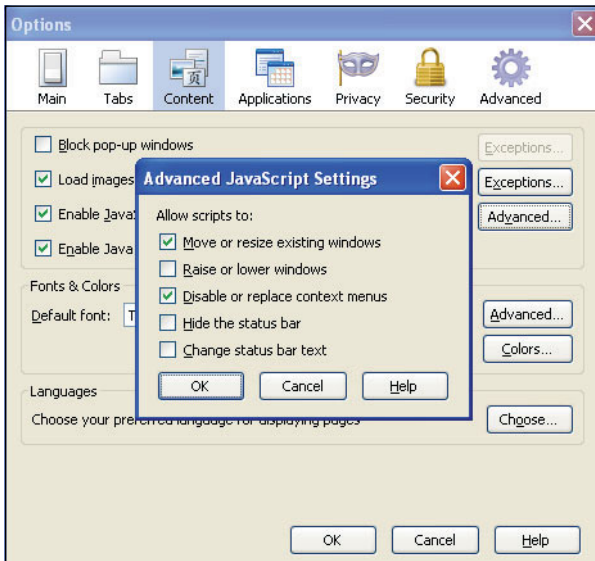 Options
Main Tabs Content Applications Privacy Security Advanced
Block pop-up windows Exceptions...
Load images Exceptions...
Enable Advanced...
Enable Java
Advanced JavaScript Settings
Allow scripts to:
Move or resize existing windows
Raise or lower windows
Disable or replace context menus
Hide the status bar
Change status bar text
OK Cancel Help
Fonts & Colors
Default font: Advanced...
Colors...
Languages
Choose your preferred language for displaying pages Choose...
OK Cancel Help